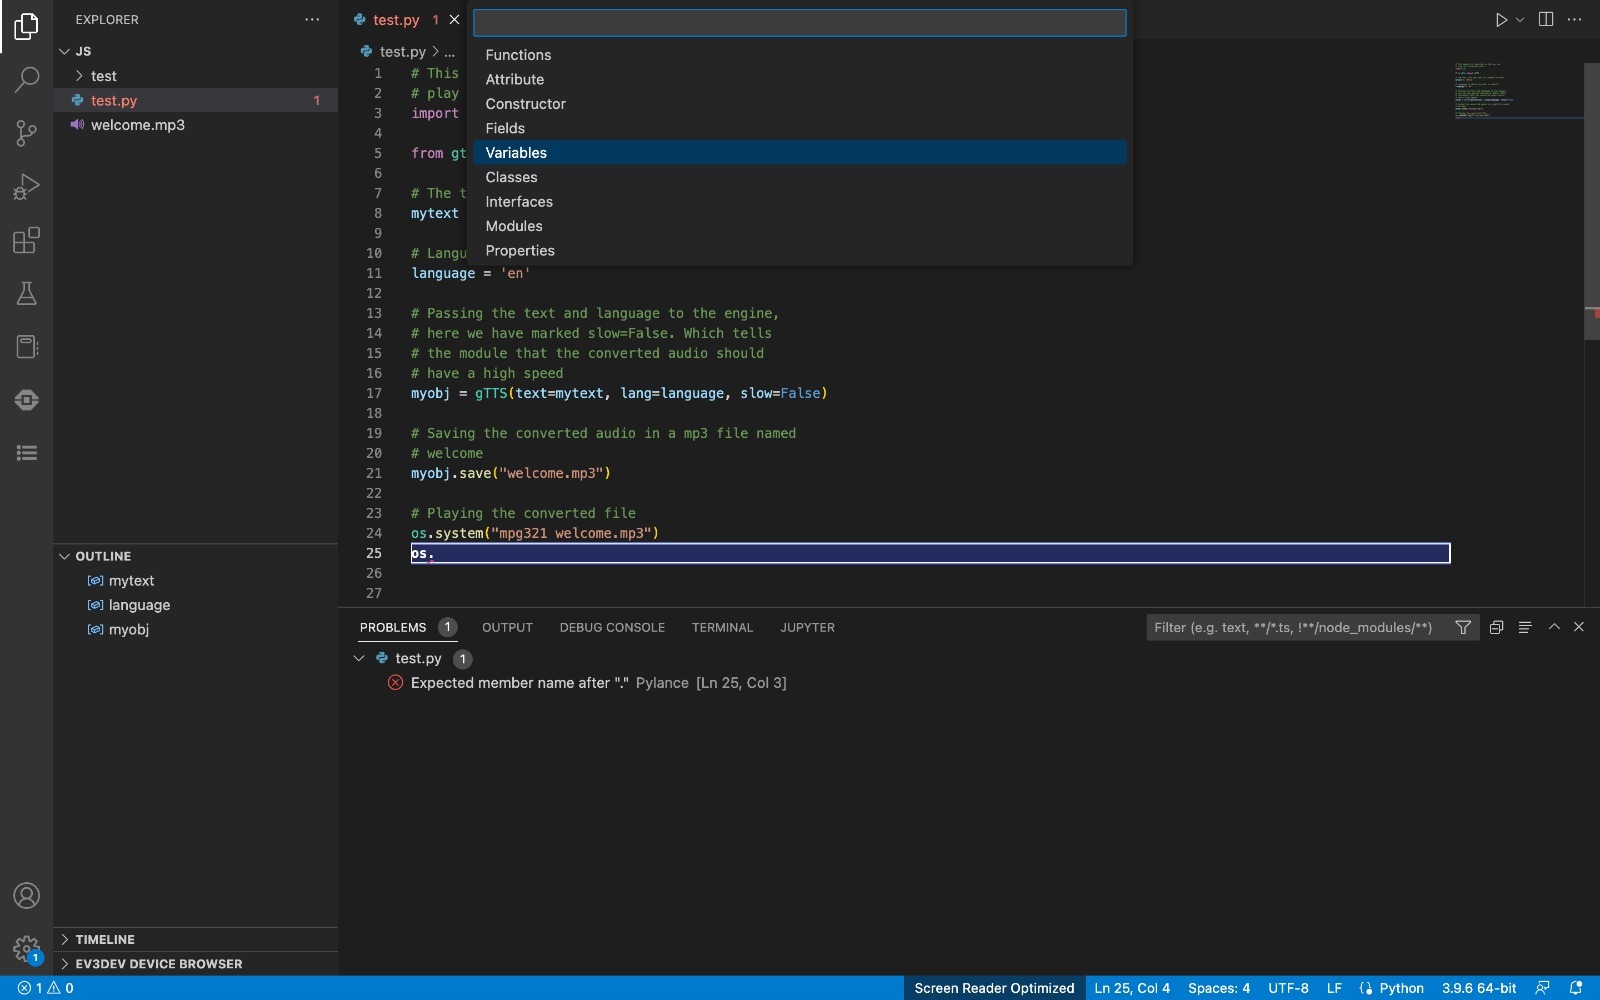 EXPLORER
JS
test
test.py 1
welcome.mp3
OUTLINE
mytext
language
myobj
TIMELINE
EV3DEV DEVICE BROWSER
1
test.py 1
test.py > ...
Functions
Attribute
Constructor
Fields
Variables
Classes
Interfaces
Modules
Properties
1 # This
2 # play
3 import
4
5 from gt
6
7 # The t
8 mytext
9
10 # Langu
11 language = 'en'
12
13 # Passing the text and language to the engine,
14 # here we have marked slow=False. Which tells
15 # the module that the converted audio should
16 # have a high speed
17 myobj = gTTS(text=mytext, lang=language, slow=False)
18
19 # Saving the converted audio in a mp3 file named
20 # welcome
21 myobj.save("welcome.mp3")
22
23 # Playing the converted file
24 os.system("mpg321 welcome.mp3")
25 os.
26
27
PROBLEMS 1 OUTPUT DEBUG CONSOLE TERMINAL JUPYTER Filter (e.g. text, **/*.ts, !**/node_modules/**)
test.py 1
Expected member name after "." Pylance [Ln 25, Col 3]
1 0 Screen Reader Optimized Ln 25, Col 4 Spaces: 4 UTF-8 LF Python 3.9.6 64-bit